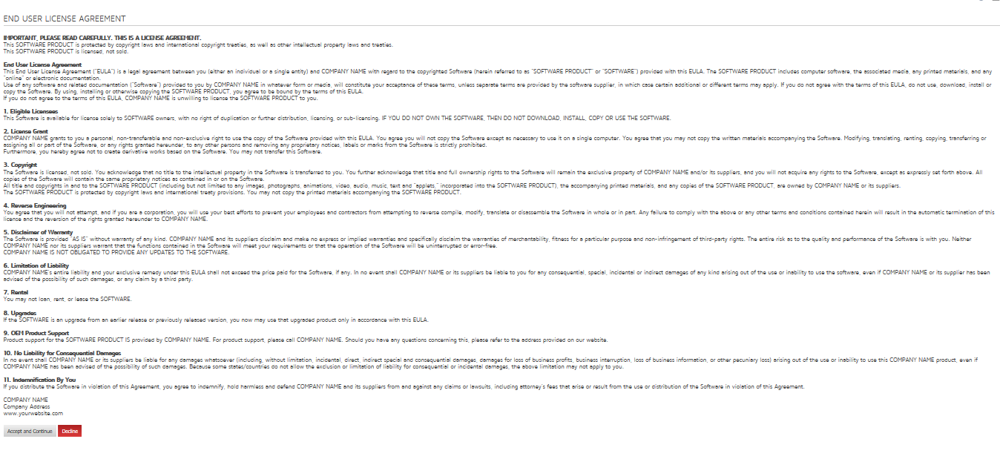 END USER LICENSE AGREEMENT
IMPORTANT, PLEASE READ CAREFULLY. THIS IS A LICENSE AGREEMENT.
This SOFTWARE PRODUCT is protected by copyright laws and international copyright treaties, as well as other intellectual property laws and treaties.
This SOFTWARE PRODUCT is licensed, not sold.
End User License Agreement
This End User License Agreement ("EULA") is a legal agreement between you (either an individual or a single entity) and COMPANY NAME with regard to the copyrighted Software (herein referred to as "SOFTWARE PRODUCT" or "SOFTWARE") provided with this EULA. The SOFTWARE PRODUCT includes computer software, the associated media, any printed materials, and any
"online" or electronic documentation.
Use of any software and related documentation ("Software") provided to you by COMPANY NAME in whatever form or media, will constitute your acceptance of these terms, unless separate terms are provided by the software supplier, in which case certain additional or different terms may apply. If you do not agree with the terms of this EULA, do not use, download, install or
copy the Software. By using, installing or otherwise copying the SOFTWARE PRODUCT, you agree to be bound by the terms of this EULA.
If you do not agree to the terms of this EULA, COMPANY NAME is unwilling to license the SOFTWARE PRODUCT to you.
1. Eligible Licensees
This Software is available for license solely to SOFTWARE owners, with no right of duplication or further distribution, licensing, or sub-licensing. IF YOU DO NOT OWN THE SOFTWARE, THEN DO NOT DOWNLOAD, INSTALL, COPY OR USE THE SOFTWARE.
2. License Grant
COMPANY NAME grants to you a personal, non-transferable and non-exclusive right to use the copy of the Software provided with this EULA. You agree you will not copy the Software except as necessary to use it on a single computer. You agree that you may not copy the written materials accompanying the Software. Modifying, translating, renting, copying, transferring or
assigning all or part of the Software, or any rights granted hereunder, to any other persons and removing any proprietary notices, labels or marks from the Software is strictly prohibited.
Furthermore, you hereby agree not to create derivative works based on the Software. You may not transfer this Software.
3. Copyright
The Software is licensed, not sold. You acknowledge that no title to the intellectual property in the Software is transferred to you. You further acknowledge that title and full ownership rights to the Software will remain the exclusive property of COMPANY NAME and/or its suppliers, and you will not acquire any rights to the Software, except as expressly set forth above. All
copies of the Software will contain the same proprietary notices as contained in or on the Software.
All title and copyrights in and to the SOFTWARE PRODUCT (including but not limited to any images, photographs, animations, video, audio, music, text and "applets," incorporated into the SOFTWARE PRODUCT), the accompanying printed materials, and any copies of the SOFTWARE PRODUCT, are owned by COMPANY NAME or its suppliers.
The SOFTWARE PRODUCT is protected by copyright laws and international treaty provisions. You may not copy the printed materials accompanying the SOFTWARE PRODUCT.
4. Reverse Engineering
You agree that you will not attempt, and if you are a corporation, you will use your best efforts to prevent your employees and contractors from attempting to reverse compile, modify, translate or disassemble the Software in whole or in part. Any failure to comply with the above or any other terms and conditions contained herein will result in the automatic termination of this
license and the reversion of the rights granted hereunder to COMPANY NAME.
5. Disclaimer of Warranty
The Software is provided "AS IS" without warranty of any kind. COMPANY NAME and its suppliers disclaim and make no express or implied warranties and specifically disclaim the warranties of merchantability, fitness for a particular purpose and non-infringement of third-party rights. The entire risk as to the quality and performance of the Software is with you. Neither
COMPANY NAME nor its suppliers warrant that the functions contained in the Software will meet your requirements or that the operation of the Software will be uninterrupted or error-free.
COMPANY NAME IS NOT OBLIGATED TO PROVIDE ANY UPDATES TO THE SOFTWARE.
6. Limitation of Liability
COMPANY NAME's entire liability and your exclusive remedy under this EULA shall not exceed the price paid for the Software, if any. In no event shall COMPANY NAME or its suppliers be liable to you for any consequential, special, incidental or indirect damages of any kind arising out of the use or inability to use the software, even if COMPANY NAME or its supplier has been
advised of the possibility of such damages, or any claim by a third party.
7. Rental
You may not loan, rent, or lease the SOFTWARE.
8. Upgrades
If the SOFTWARE is an upgrade from an earlier release or previously released version, you now may use that upgraded product only in accordance with this EULA.
9. OEM Product Support
Product support for the SOFTWARE PRODUCT IS provided by COMPANY NAME. For product support, please call COMPANY NAME. Should you have any questions concerning this, please refer to the address provided on our website.
10. No Liability for Consequential Damages
In no event shall COMPANY NAME or its suppliers be liable for any damages whatsoever (including, without limitation, incidental, direct, indirect special and consequential damages, damages for loss of business profits, business interruption, loss of business information, or other pecuniary loss) arising out of the use or inability to use this COMPANY NAME product, even if
COMPANY NAME has been advised of the possibility of such damages. Because some states/countries do not allow the exclusion or limitation of liability for consequential or incidental damages, the above limitation may not apply to you.
11. Indemnification By You
If you distribute the Software in violation of this Agreement, you agree to indemnify, hold harmless and defend COMPANY NAME and its suppliers from and against any claims or lawsuits, including attorney's fees that arise or result from the use or distribution of the Software in violation of this Agreement.
COMPANY NAME
Company Address
www.yourwebsite.com
Accept and Continue Decline